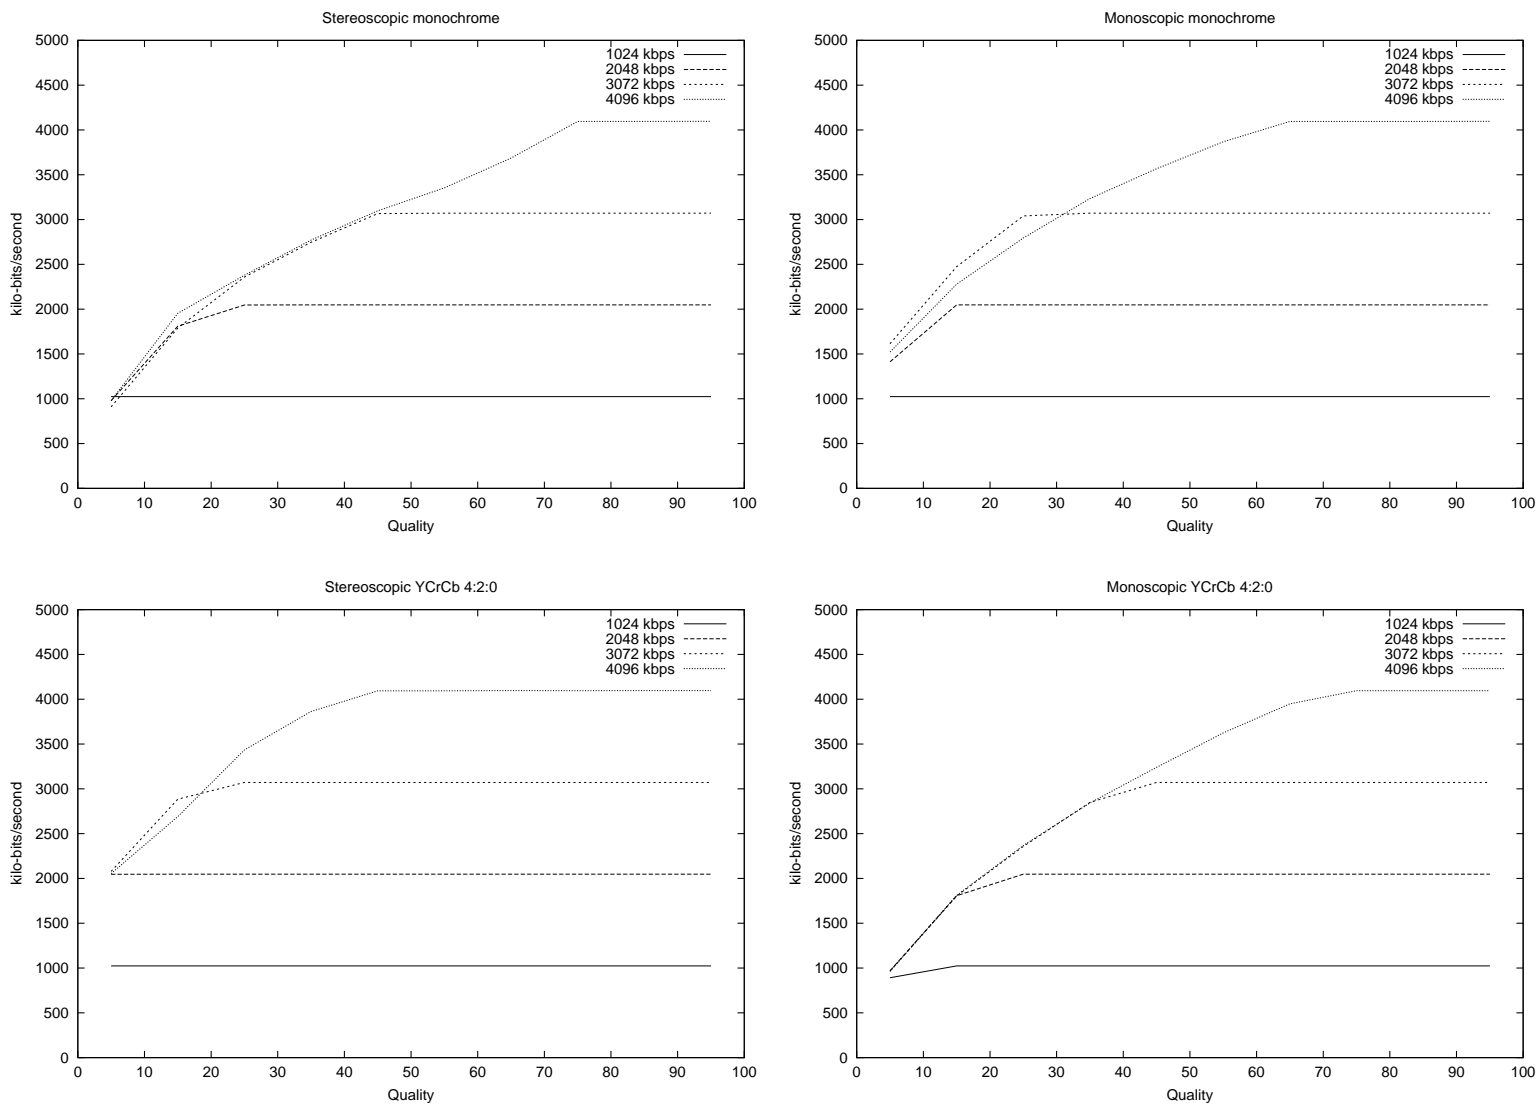 Stereoscopic monochrome
5000
4500
4000
3500
3000
2500
2000
1500
1000
500
0
kilo-bits/second
1024 kbps
2048 kbps
3072 kbps
4096 kbps
0 10 20 30 40 50 60 70 80 90 100
Quality
Monoscopic monochrome
5000
4500
4000
3500
3000
2500
2000
1500
1000
500
0
kilo-bits/second
1024 kbps
2048 kbps
3072 kbps
4096 kbps
0 10 20 30 40 50 60 70 80 90 100
Quality
Stereoscopic YCrCb 4:2:0
5000
4500
4000
3500
3000
2500
2000
1500
1000
500
0
kilo-bits/second
1024 kbps
2048 kbps
3072 kbps
4096 kbps
0 10 20 30 40 50 60 70 80 90 100
Quality
Monoscopic YCrCb 4:2:0
5000
4500
4000
3500
3000
2500
2000
1500
1000
500
0
kilo-bits/second
1024 kbps
2048 kbps
3072 kbps
4096 kbps
0 10 20 30 40 50 60 70 80 90 100
Quality